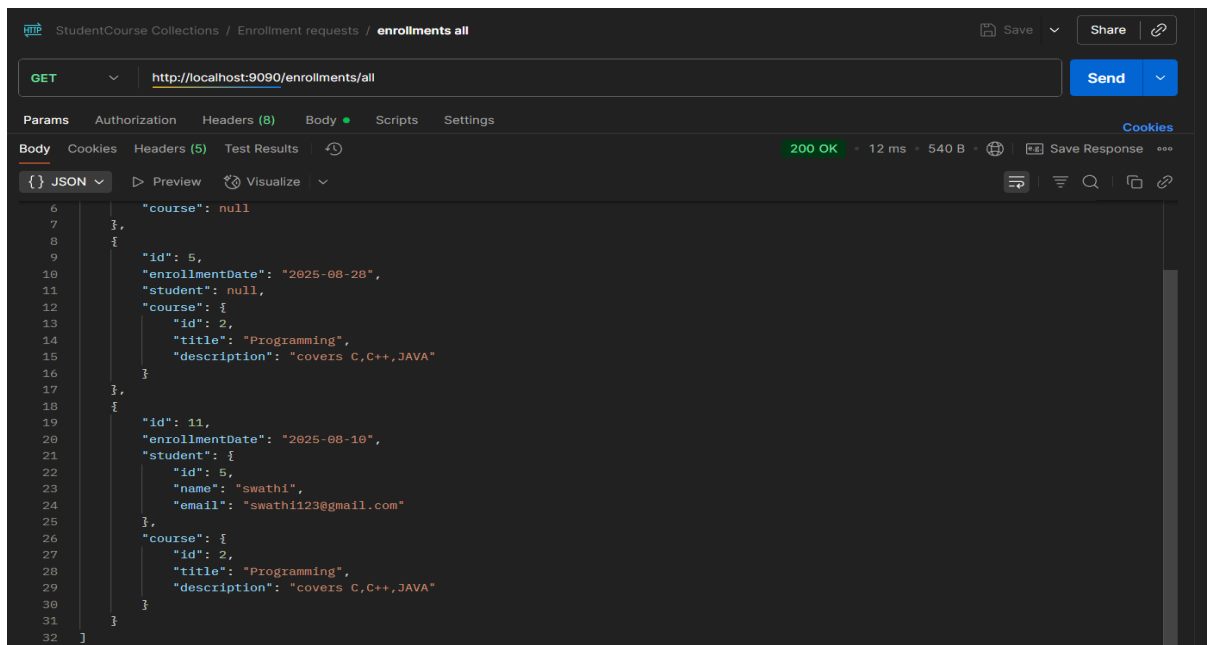 HTTP StudentCourse Collections / Enrollment requests / enrollments all Save Share
GET http://localhost:9090/enrollments/all Send
Params Authorization Headers (8) Body Scripts Settings Cookies
Body Cookies Headers (5) Test Results 200 OK 12 ms 540 B e.g. Save Response
{} JSON Preview Visualize
6 "course": null
7 },
8 {
9 "id": 5,
10 "enrollmentDate": "2025-08-28",
11 "student": null,
12 "course": {
13 "id": 2,
14 "title": "Programming",
15 "description": "covers C,C++,JAVA"
16 }
17 },
18 {
19 "id": 11,
20 "enrollmentDate": "2025-08-10",
21 "student": {
22 "id": 5,
23 "name": "swathi",
24 "email": "swathi123@gmail.com"
25 },
26 "course": {
27 "id": 2,
28 "title": "Programming",
29 "description": "covers C,C++,JAVA"
30 }
31 }
32 ]